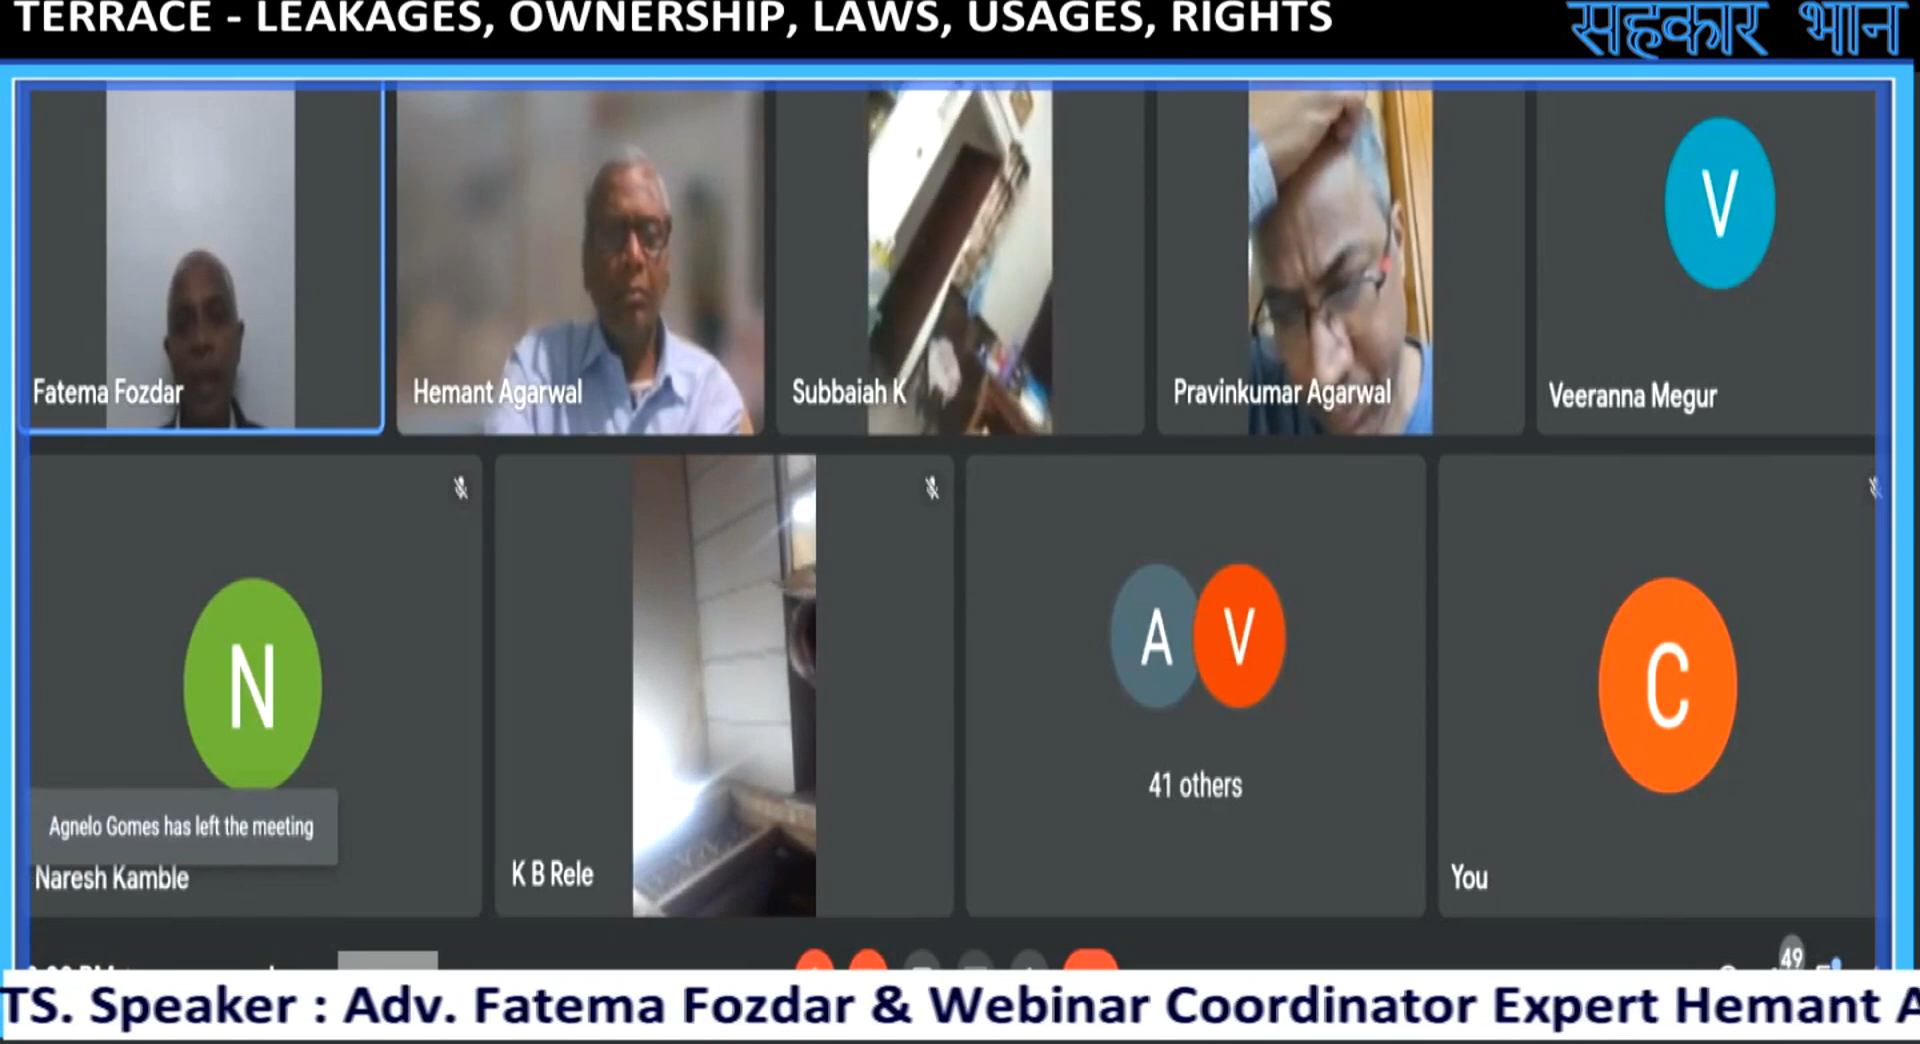 TERRACE - LEAKAGES, OWNERSHIP, LAWS, USAGES, RIGHTS
सहकार भान
Fatema Fozdar
Hemant Agarwal
Subbaiah K
Pravinkumar Agarwal
V
Veeranna Megur
N
Agnelo Gomes has left the meeting
Naresh Kamble
K B Rele
A V
41 others
C
You
49
TS. Speaker : Adv. Fatema Fozdar & Webinar Coordinator Expert Hemant A